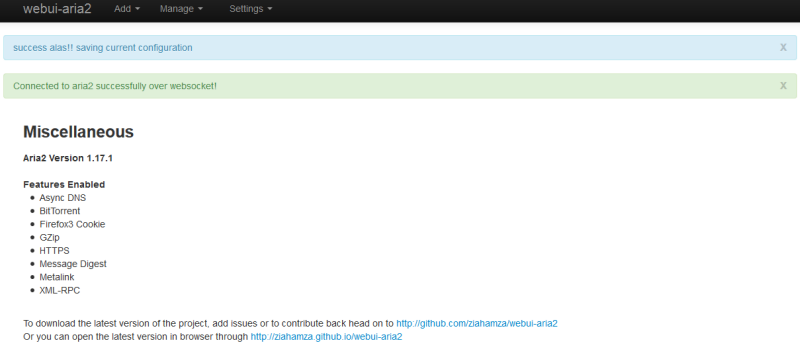 webui-aria2 Add Manage Settings
success alas!! saving current configuration X
Connected to aria2 successfully over websocket! X
Miscellaneous
Aria2 Version 1.17.1
Features Enabled
Async DNS
BitTorrent
Firefox3 Cookie
GZip
HTTPS
Message Digest
Metalink
XML-RPC
To download the latest version of the project, add issues or to contribute back head on to http://github.com/ziahamza/webui-aria2
Or you can open the latest version in browser through http://ziahamza.github.io/webui-aria2